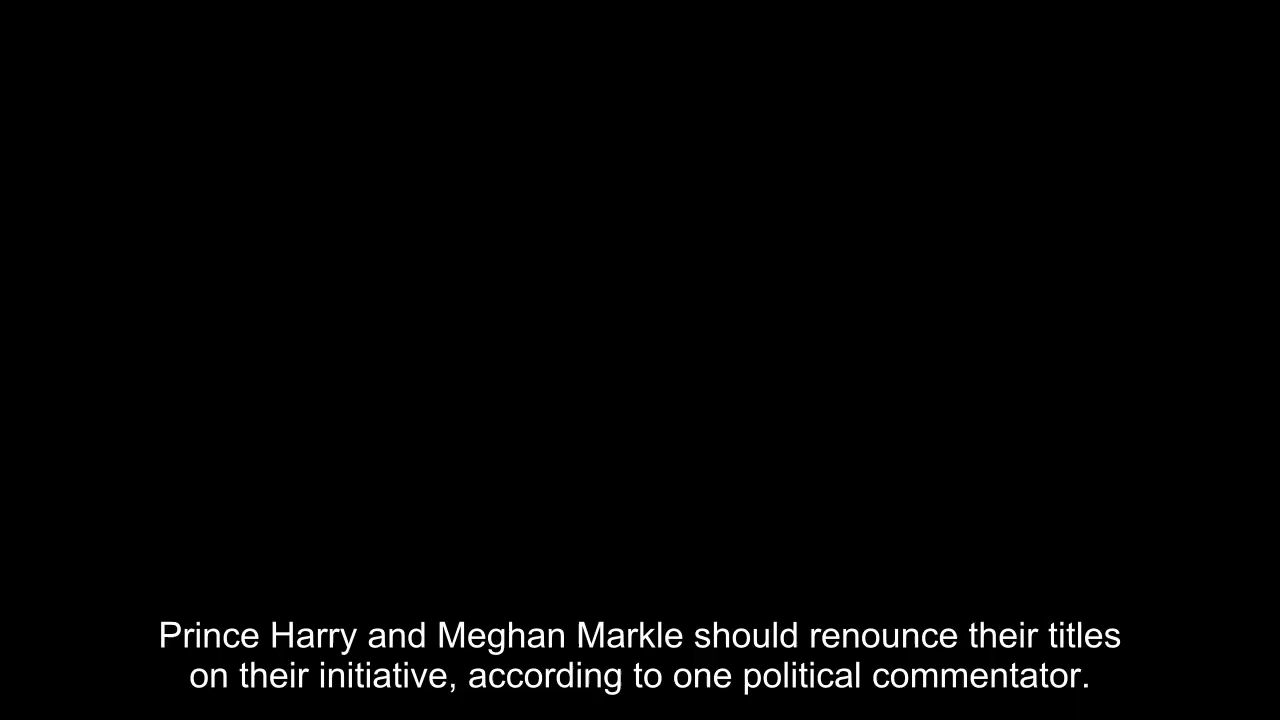 Prince Harry and Meghan Markle should renounce their titles
on their initiative, according to one political commentator.